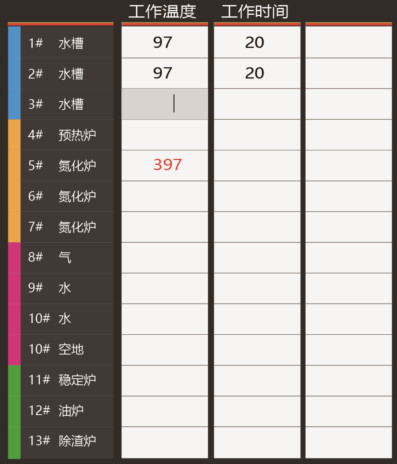 工作温度 工作时间
1# 水槽 97 20
2# 水槽 97 20
3# 水槽
4# 预热炉
5# 氮化炉 397
6# 氮化炉
7# 氮化炉
8# 气
9# 水
10# 水
10# 空地
11# 稳定炉
12# 油炉
13# 除渣炉